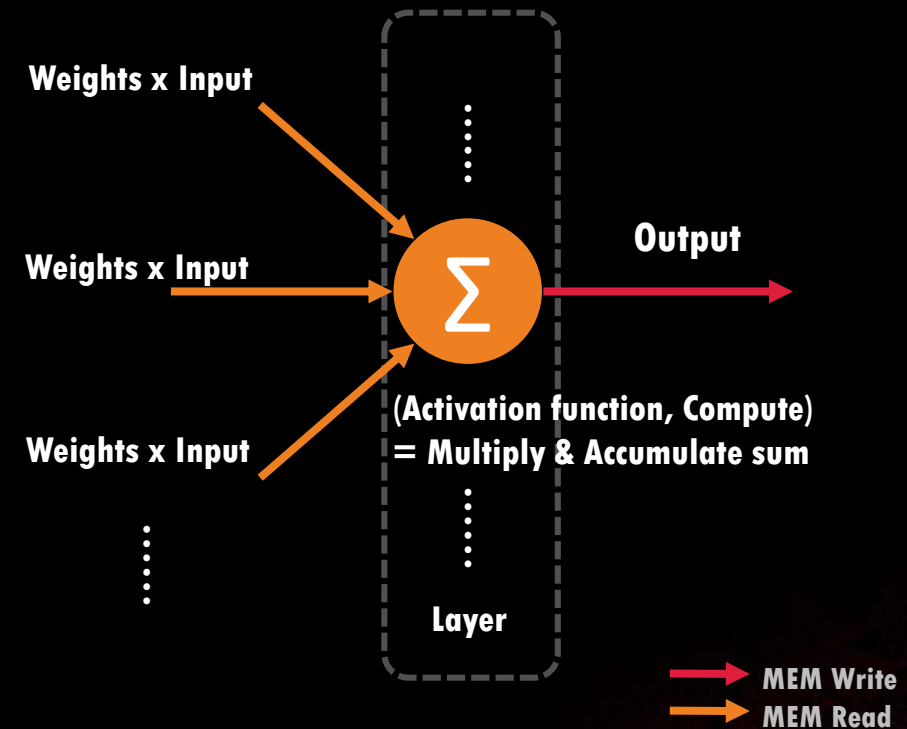 Weights x Input
Weights x Input
Σ
Output
(Activation function, Compute)
= Multiply & Accumulate sum
Weights x Input
Layer
MEM Write
MEM Read